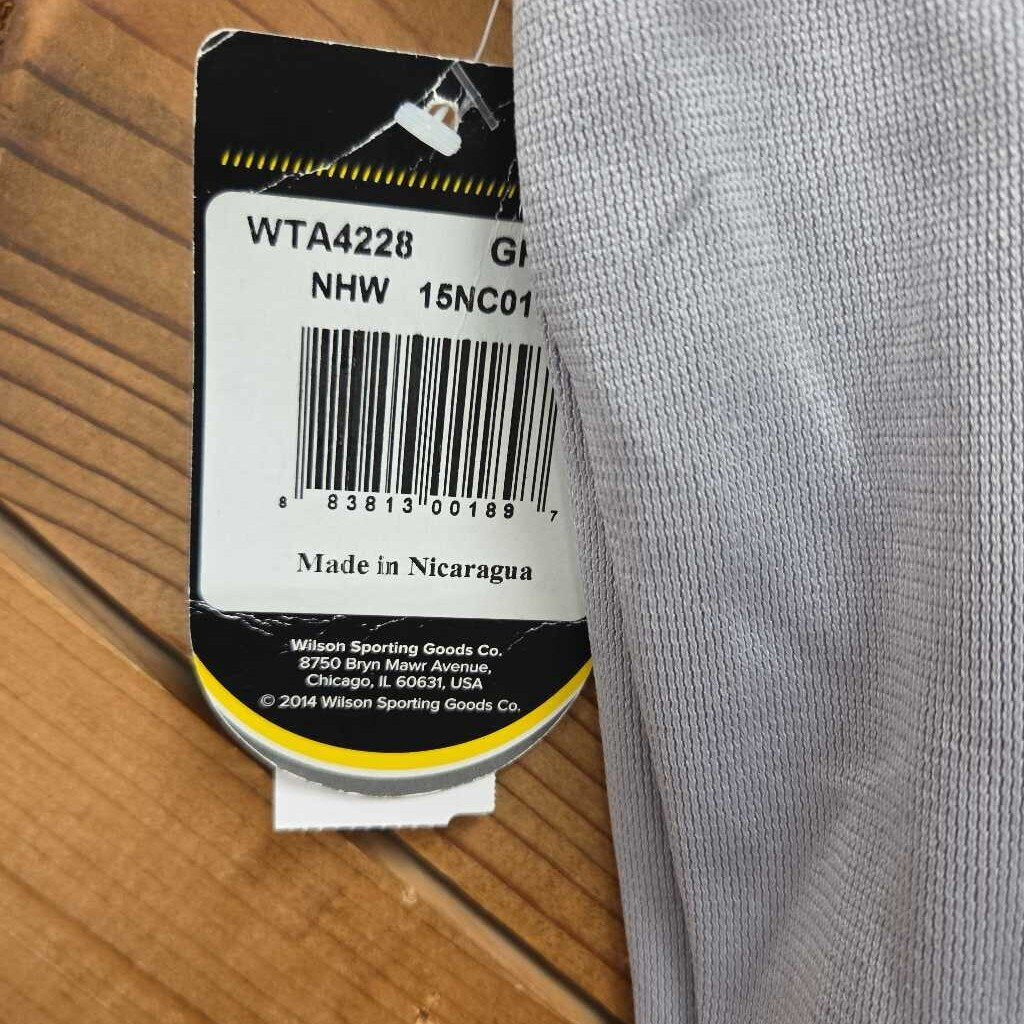 WTA4228
NHW 15NC01
8 83813 00189 7
Made in Nicaragua
Wilson Sporting Goods Co.
8750 Bryn Mawr Avenue,
Chicago, IL 60631, USA
© 2014 Wilson Sporting Goods Co.